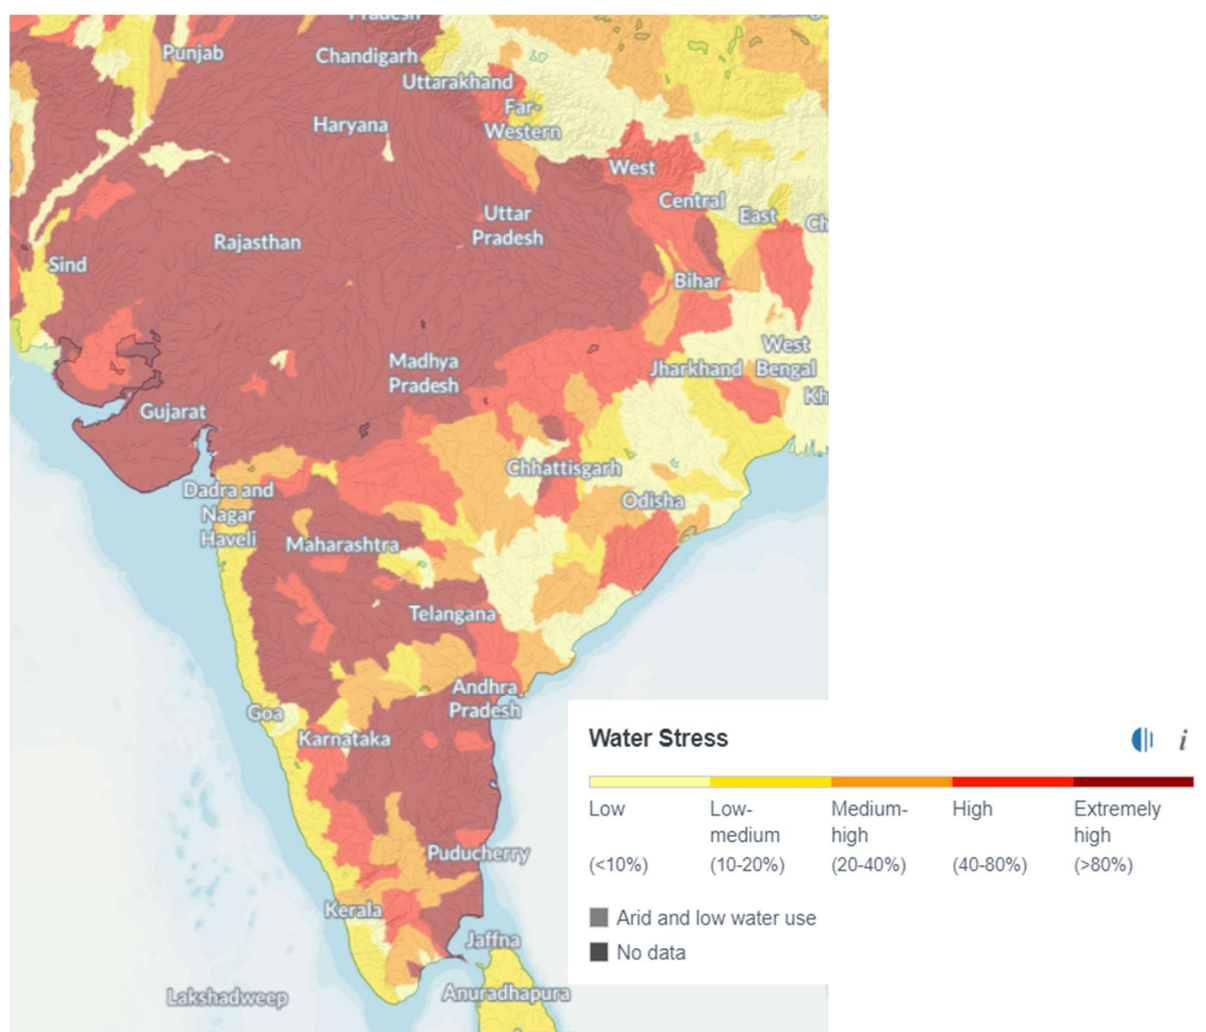 Pradesh
Punjab
Chandigarh
Uttarakhand
Far-
Western
Haryana
West
Central
East
Ch
Uttar
Pradesh
Rajasthan
Sind
Bihar
West
Bengal
Madhya
Pradesh
Jharkhand
Kh
Gujarat
Chhattisgarh
Dadra and
Nagar
Haveli
Odisha
Maharashtra
Telangana
Andhra
Pradesh
Goa
Karnataka
Puducherry
Kerala
Jaffna
Lakshadweep
Anuradhapura
Water Stress
i
Low
Low-
medium
Medium-
high
High
Extremely
high
(<10%)
(10-20%)
(20-40%)
(40-80%)
(>80%)
Arid and low water use
No data